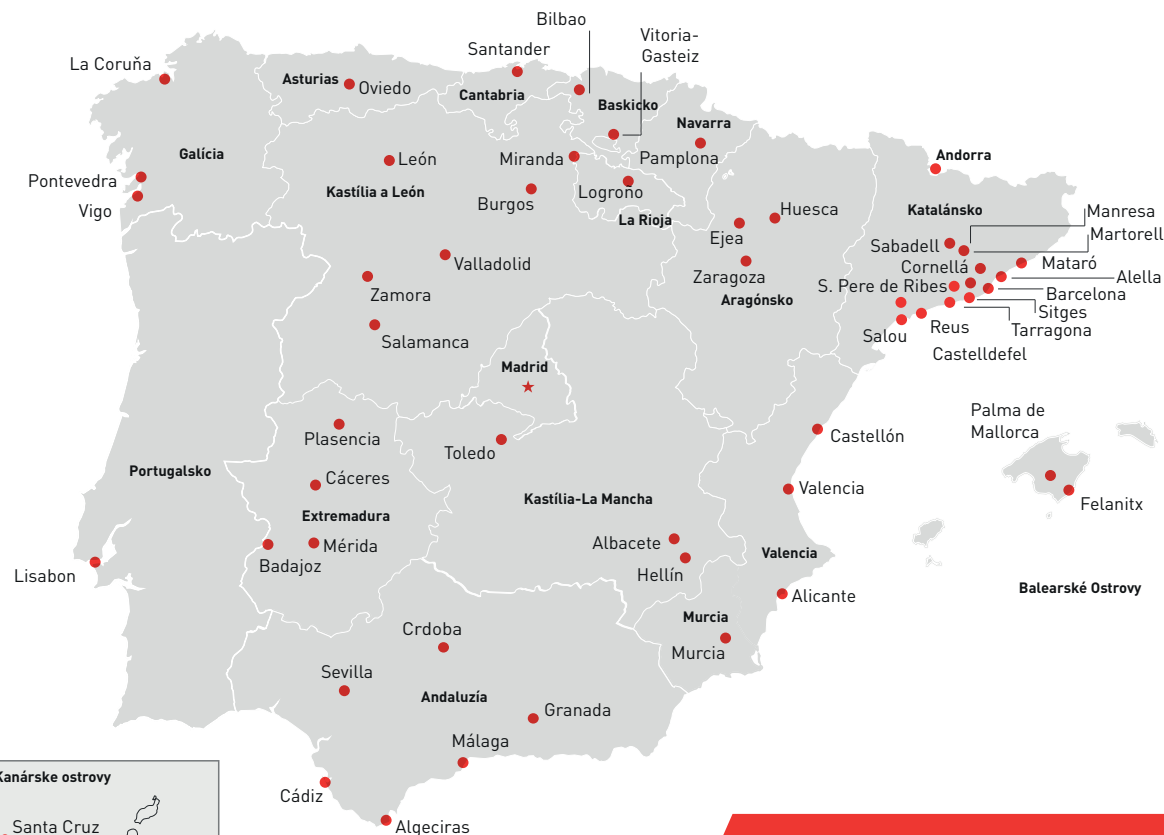 Bilbao
Vitoria-
Gasteiz
Santander
La Coruňa
Asturias
Oviedo
Cantabria
Baskicko
Navarra
Galícia
León
Miranda
Pamplona
Andorra
Pontevedra
Kastília a León
Burgos
Logroňo
Vigo
La Rioja
Huesca
Katalánsko
Manresa
Ejea
Sabadell
Martorell
Valladolid
Zaragoza
Cornellá
Mataró
Alella
Zamora
Aragónsko
S. Pere de Ribes
Barcelona
Sitges
Salamanca
Salou
Reus
Tarragona
Castelldefel
Madrid
Palma de
Mallorca
Plasencia
Toledo
Castellón
Portugalsko
Cáceres
Kastília-La Mancha
Valencia
Felanitx
Extremadura
Mérida
Albacete
Valencia
Badajoz
Hellín
Lisabon
Balearské Ostrovy
Alicante
Murcia
Crdoba
Murcia
Sevilla
Andaluzía
Granada
Málaga
Kanárske ostrovy
Cádiz
Santa Cruz
Algeciras